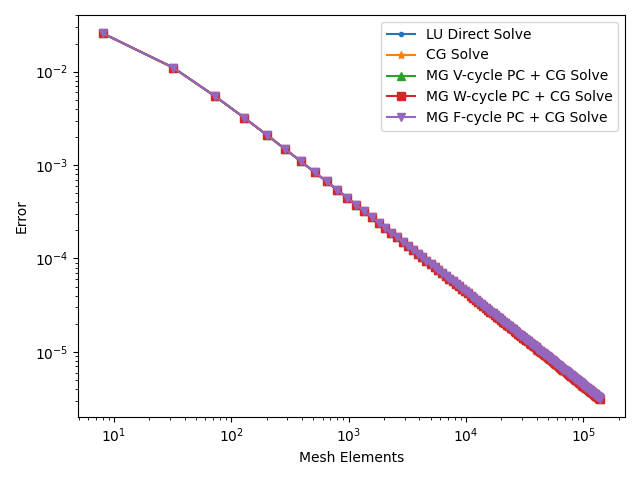 LU Direct Solve
CG Solve
MG V-cycle PC + CG Solve
MG W-cycle PC + CG Solve
MG F-cycle PC + CG Solve
Error
10⁻²
10⁻³
10⁻⁴
10⁻⁵
10¹ 10² 10³ 10⁴ 10⁵
Mesh Elements